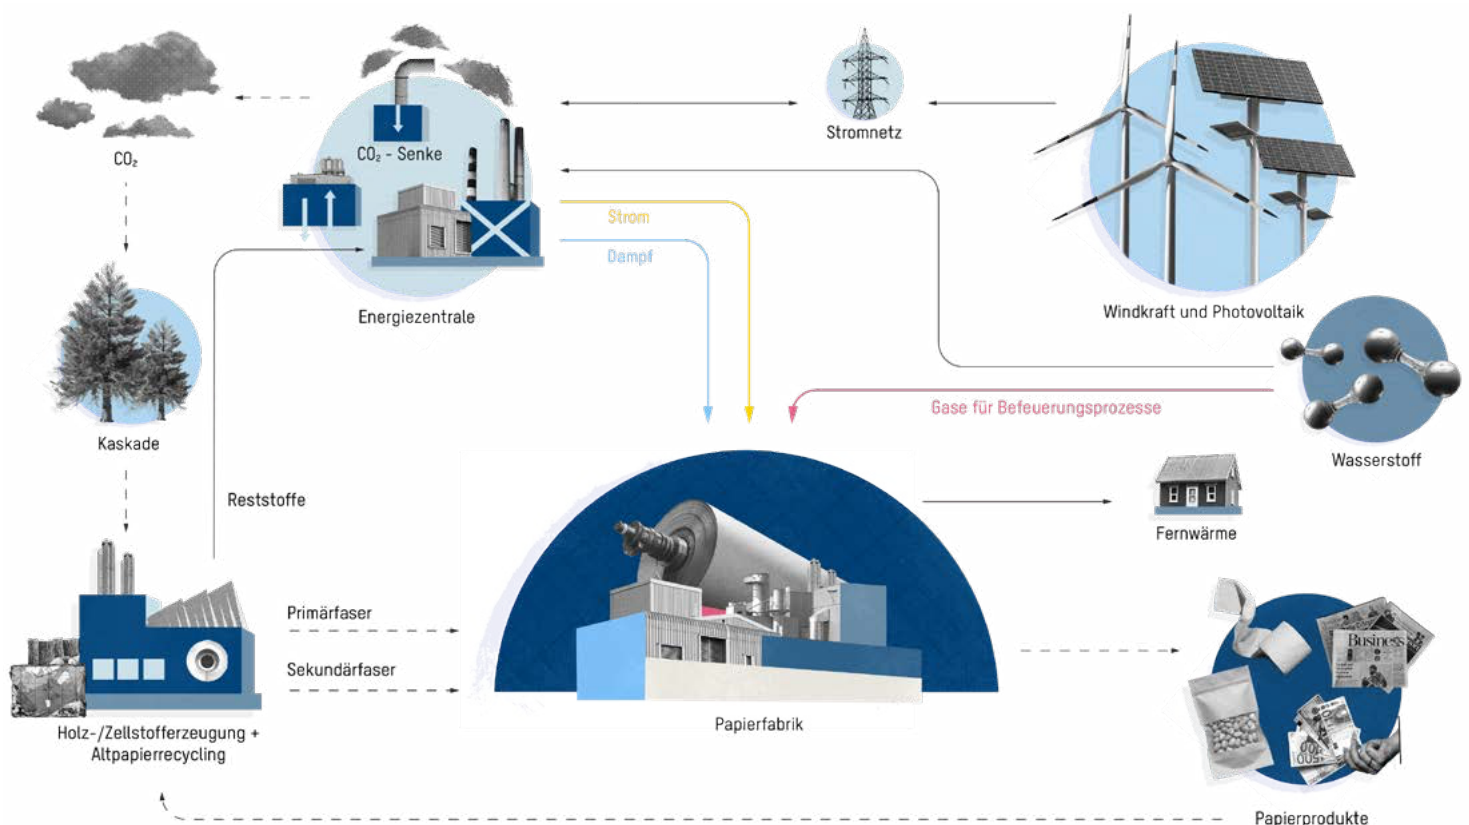 CO₂
CO₂ - Senke
Stromnetz
Strom
Dampf
Energiezentrale
Windkraft und Photovoltaik
Gase für Befeuerungsprozesse
Kaskade
Wasserstoff
Reststoffe
Fernwärme
Primärfaser
Sekundärfaser
Business
Papierfabrik
Holz-/Zellstofferzeugung +
Altpapierrecycling
Papierprodukte